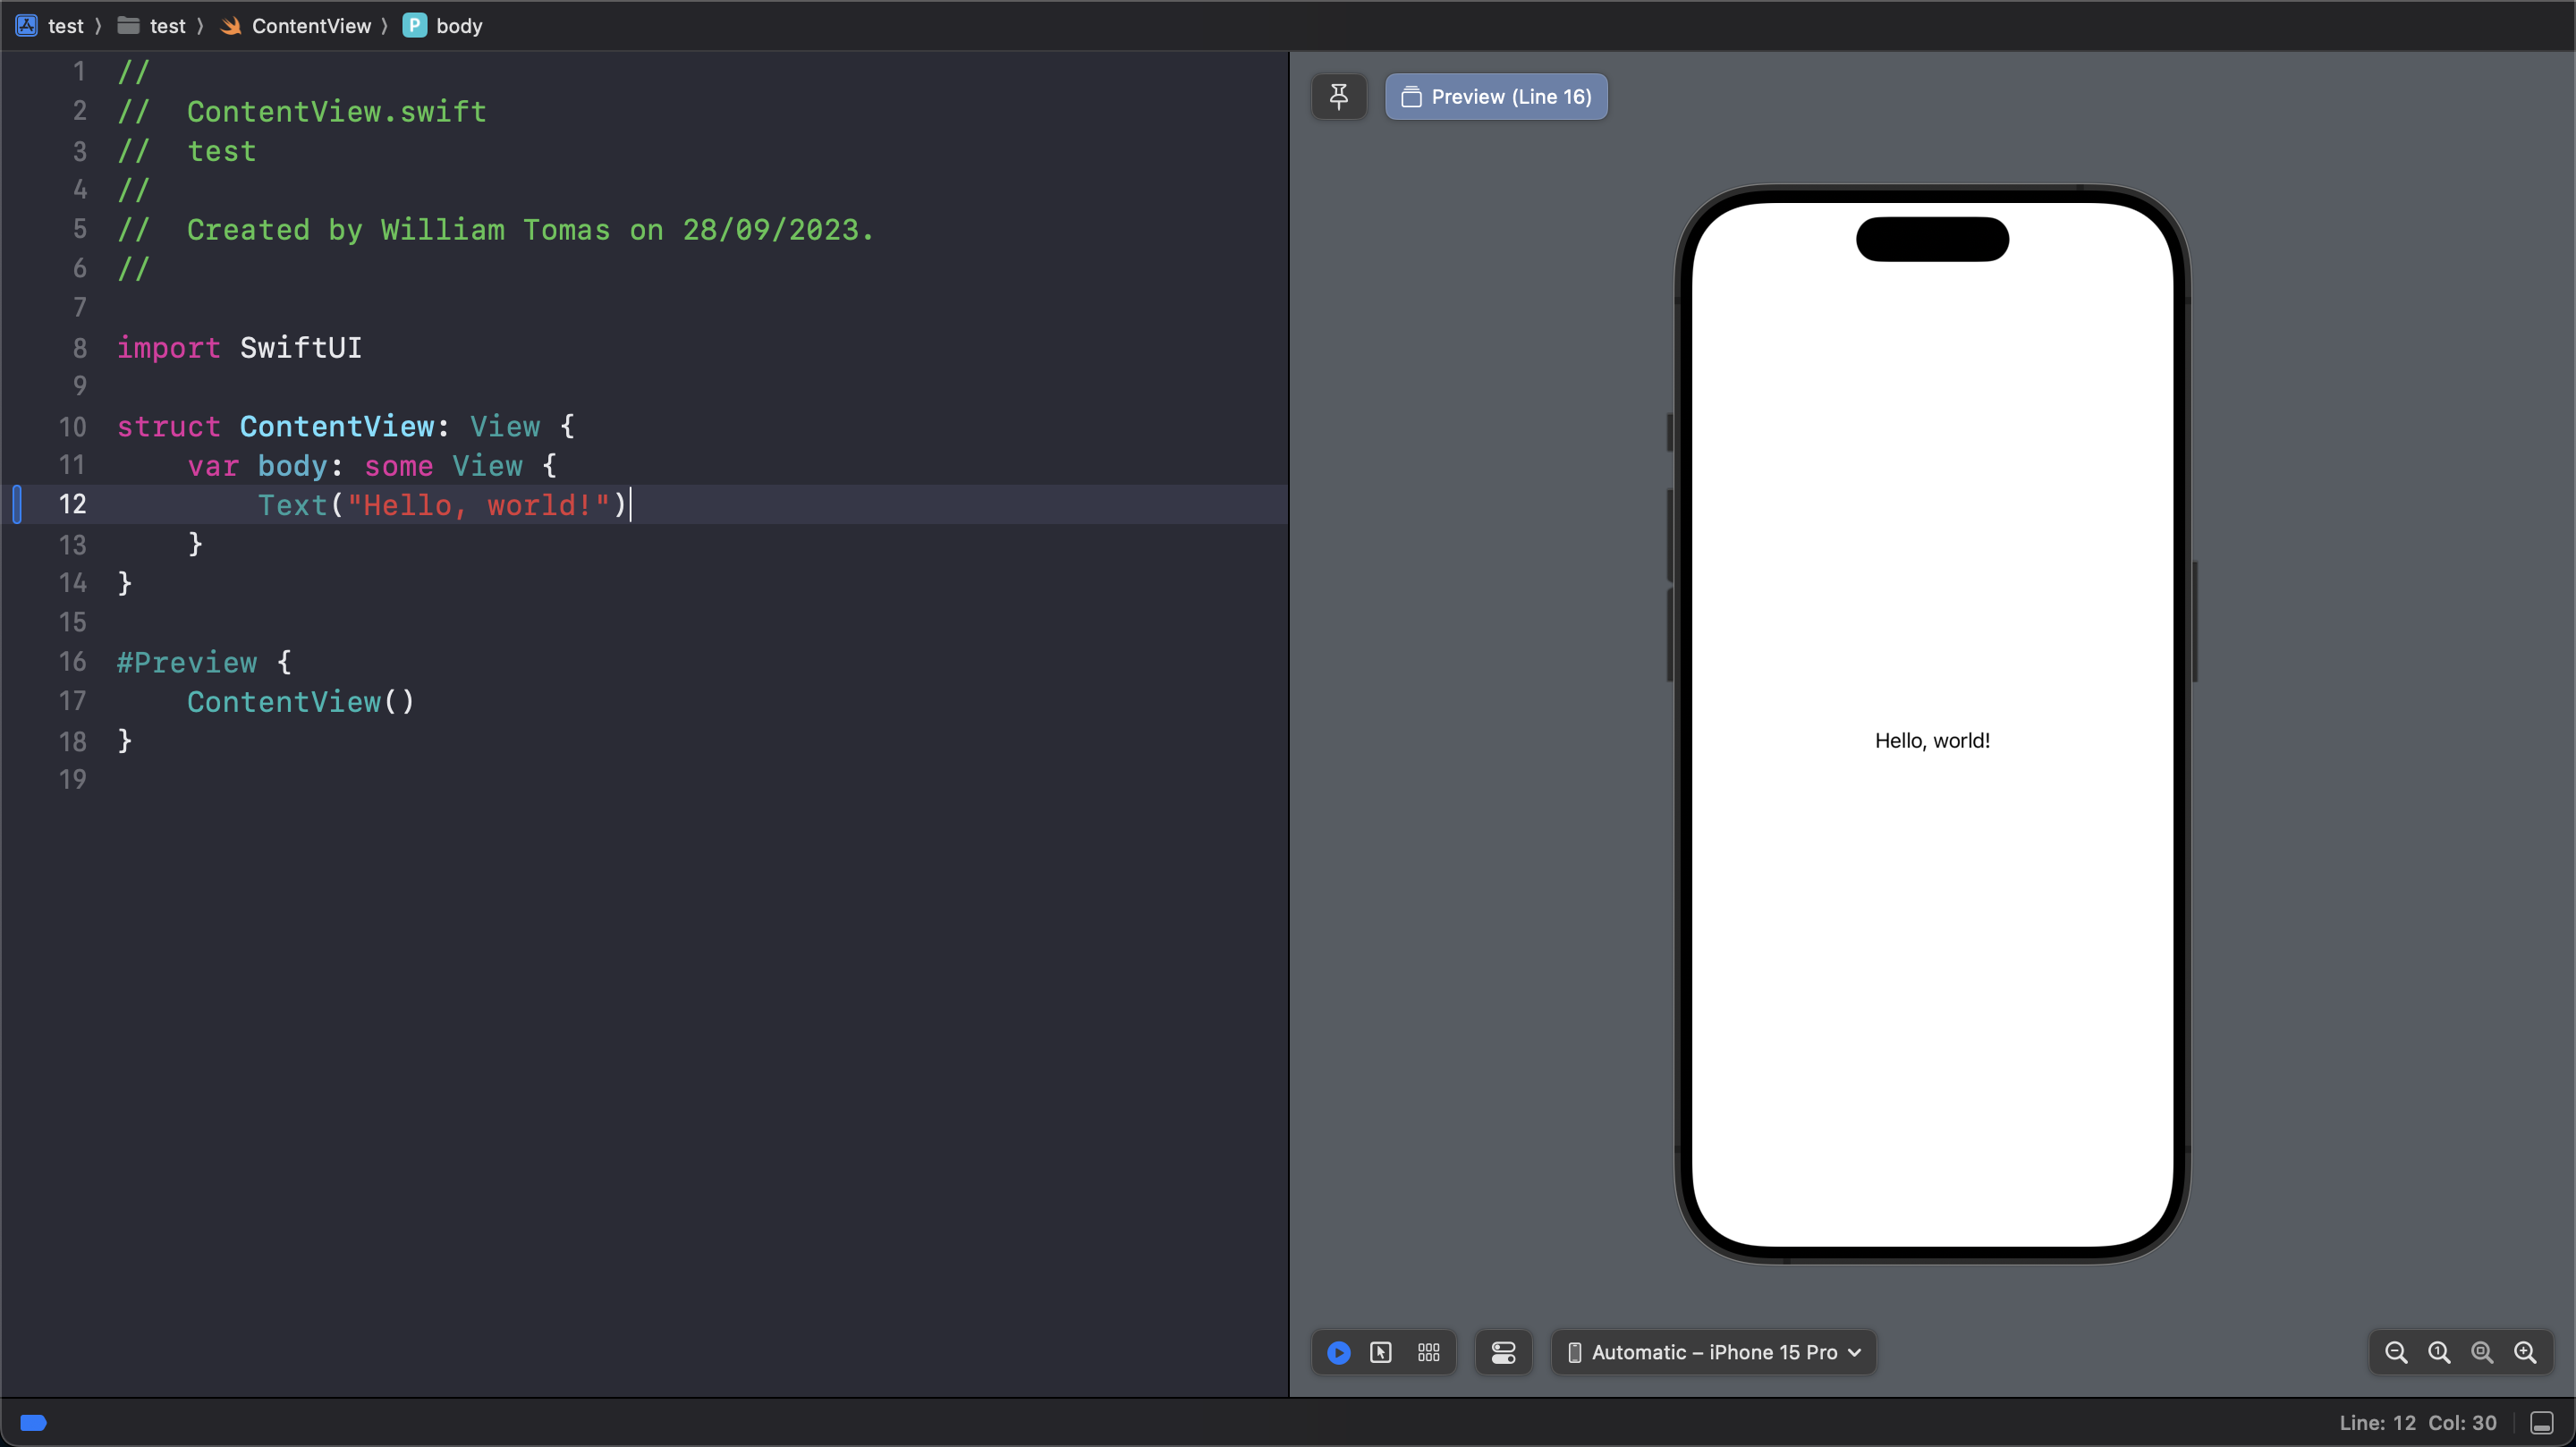 test 〉 test 〉 ContentView 〉 P body
1 //
2 //  ContentView.swift
3 //  test
4 //
5 //  Created by William Tomas on 28/09/2023.
6 //
7
8 import SwiftUI
9
10 struct ContentView: View {
11     var body: some View {
12         Text("Hello, world!")
13     }
14 }
15
16 #Preview {
17     ContentView()
18 }
19
Preview (Line 16)
Hello, world!
Automatic – iPhone 15 Pro
Line: 12  Col: 30